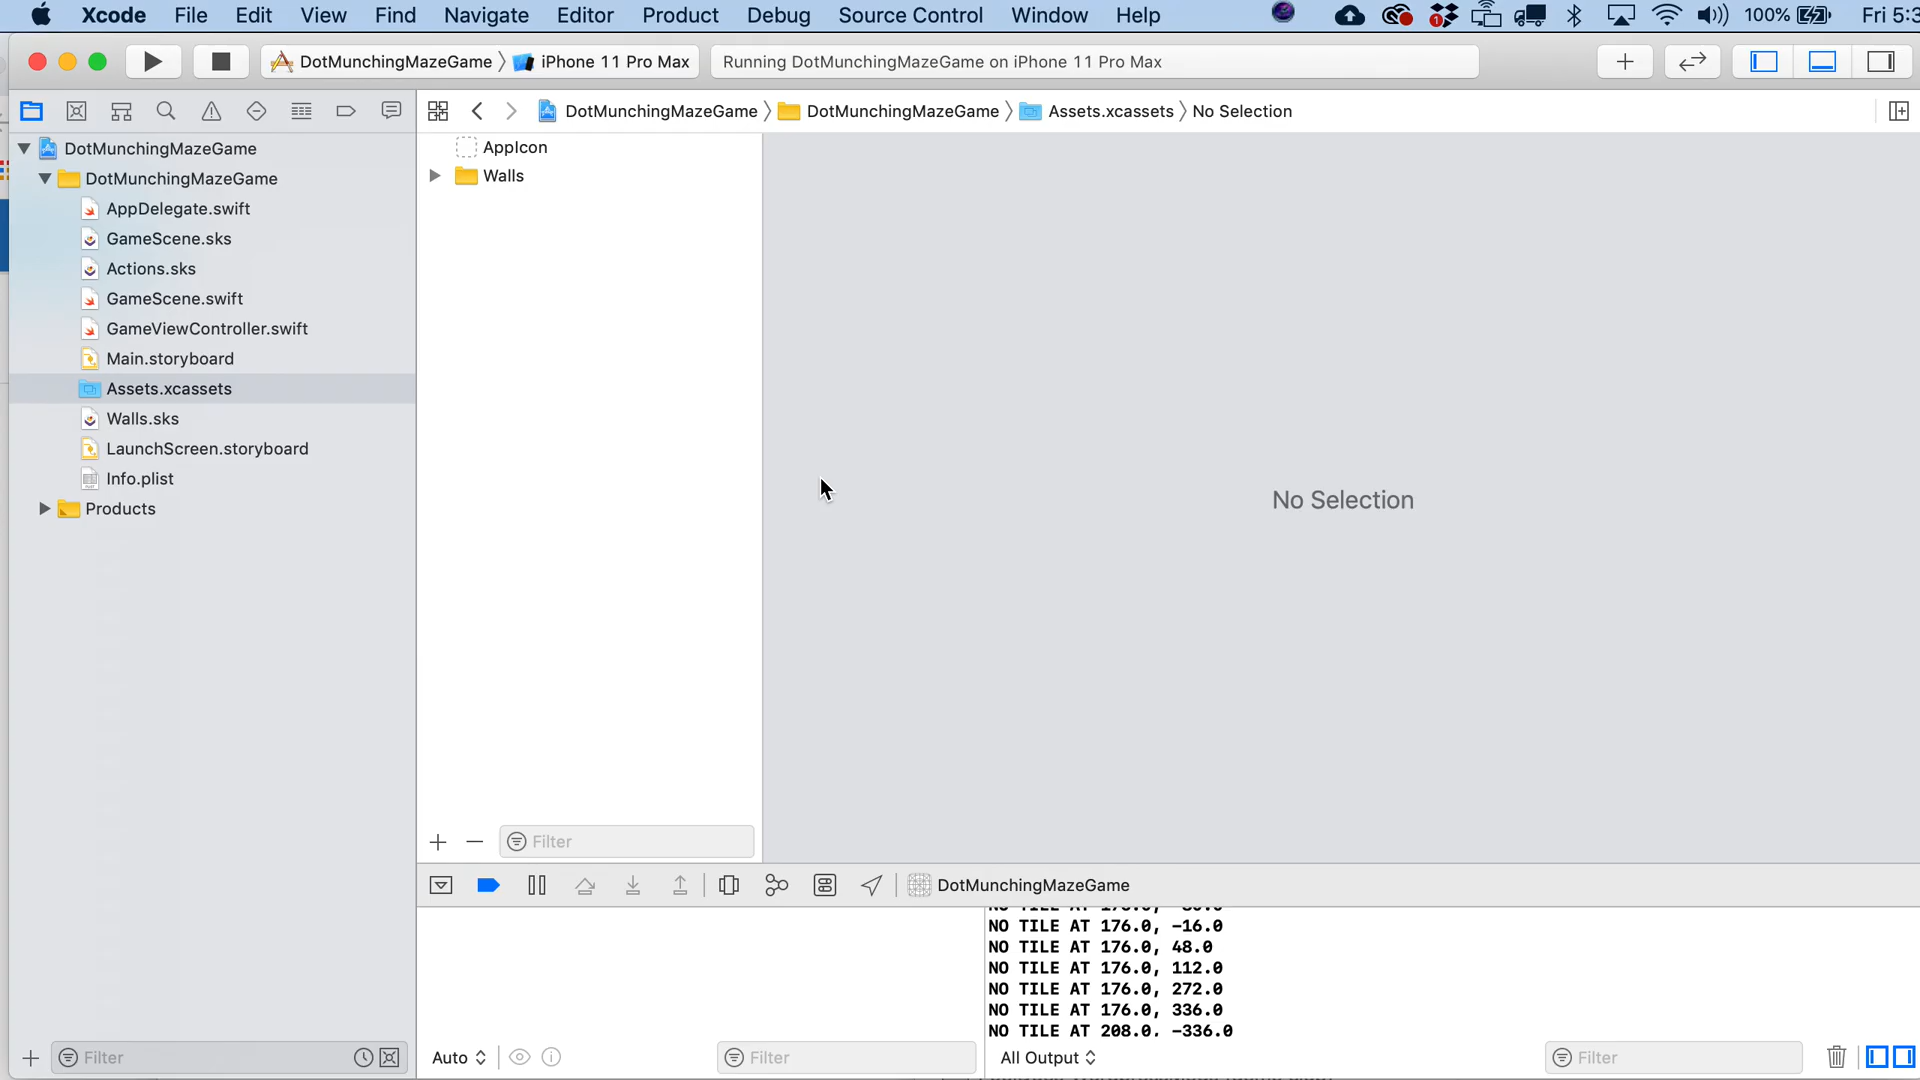 Xcode File Edit View Find Navigate Editor Product Debug Source Control Window Help 1 100% Fri 5:3
DotMunchingMazeGame iPhone 11 Pro Max Running DotMunchingMazeGame on iPhone 11 Pro Max
DotMunchingMazeGame DotMunchingMazeGame Assets.xcassets No Selection
DotMunchingMazeGame
DotMunchingMazeGame
AppDelegate.swift
GameScene.sks
Actions.sks
GameScene.swift
GameViewController.swift
Main.storyboard
Assets.xcassets
Walls.sks
LaunchScreen.storyboard
Info.plist
Products
Filter
AppIcon
Walls
Filter
No Selection
DotMunchingMazeGame
NO TILE AT 176.0, -16.0
NO TILE AT 176.0, 48.0
NO TILE AT 176.0, 112.0
NO TILE AT 176.0, 272.0
NO TILE AT 176.0, 336.0
NO TILE AT 208.0, -336.0
Auto Filter All Output Filter